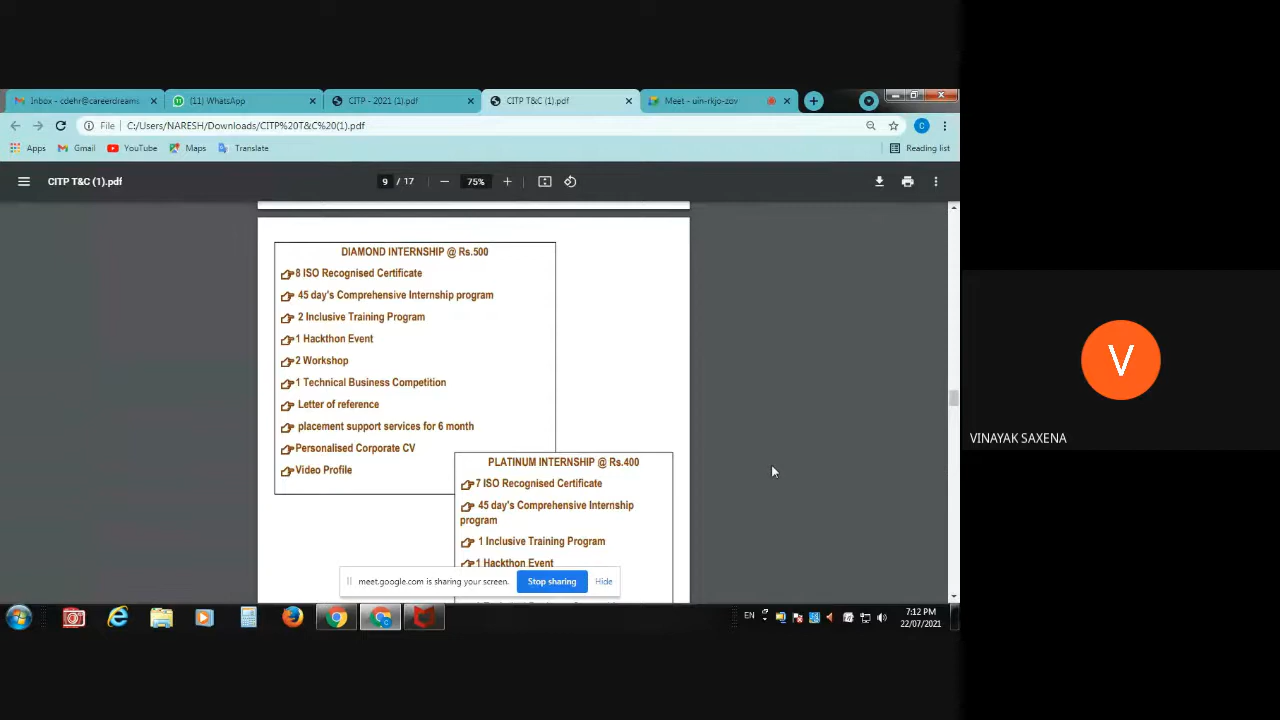 Inbox - cdehr@careerdreams
(11) WhatsApp
CITP - 2021 (1).pdf
CITP T&C (1).pdf
Meet - uin-rkjo-zov
File
C:/Users/NARESH/Downloads/CITP%20T&C%20(1).pdf
C
Apps
Gmail
YouTube
Maps
Translate
Reading list
CITP T&C (1).pdf
9 / 17
75%
DIAMOND INTERNSHIP @ Rs.500
8 ISO Recognised Certificate
45 day's Comprehensive Internship program
2 Inclusive Training Program
1 Hackthon Event
2 Workshop
1 Technical Business Competition
Letter of reference
placement support services for 6 month
Personalised Corporate CV
Video Profile
PLATINUM INTERNSHIP @ Rs.400
7 ISO Recognised Certificate
45 day's Comprehensive Internship
program
1 Inclusive Training Program
1 Hackthon Event
meet.google.com is sharing your screen.
Stop sharing
Hide
V
VINAYAK SAXENA
EN
7:12 PM
22/07/2021